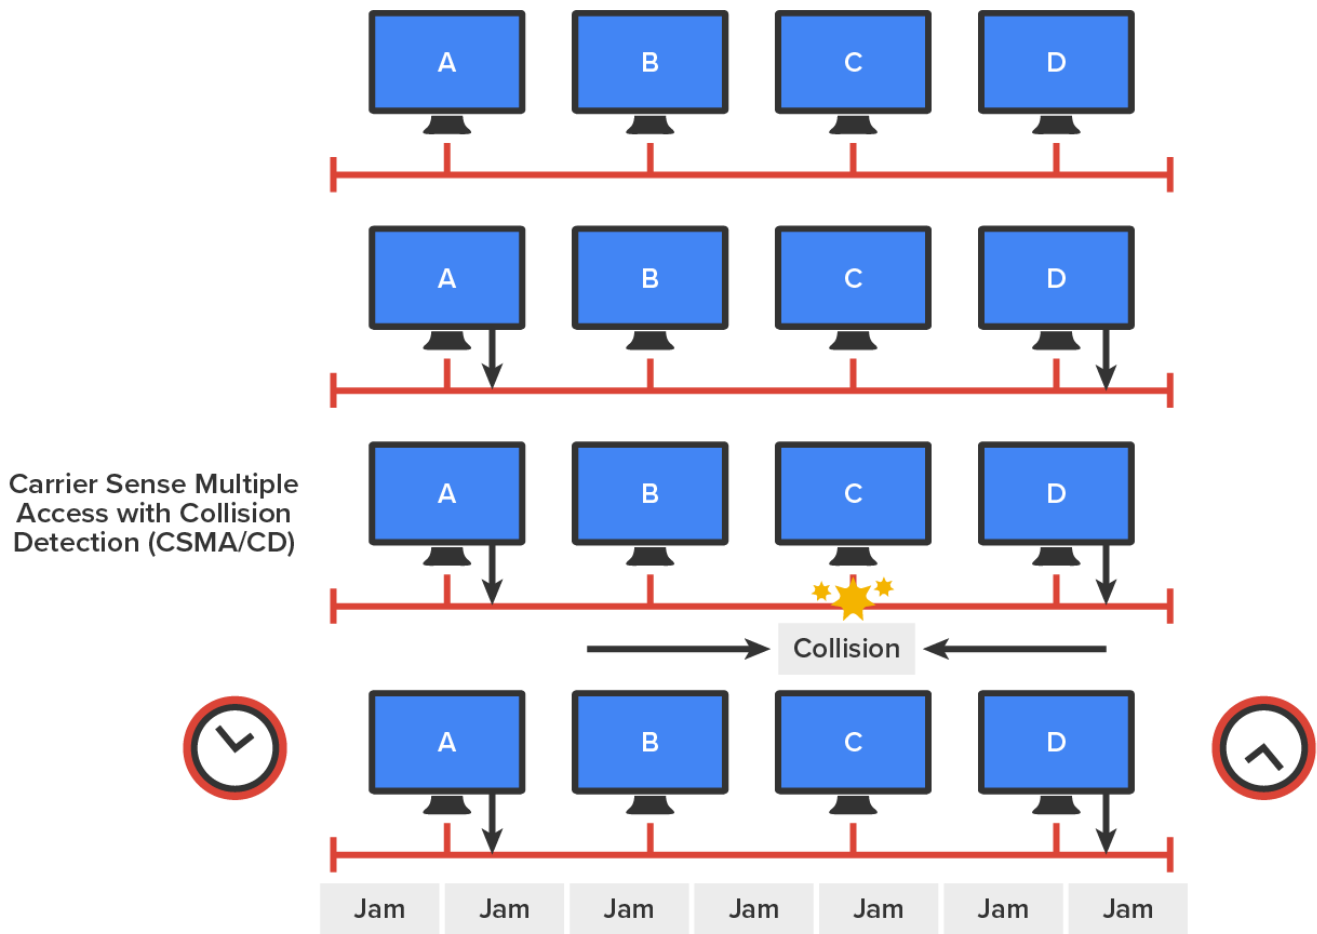 A B C D
A B C D
Carrier Sense Multiple
Access with Collision
Detection (CSMA/CD)
A B C D
Collision
A B C D
Jam Jam Jam Jam Jam Jam Jam